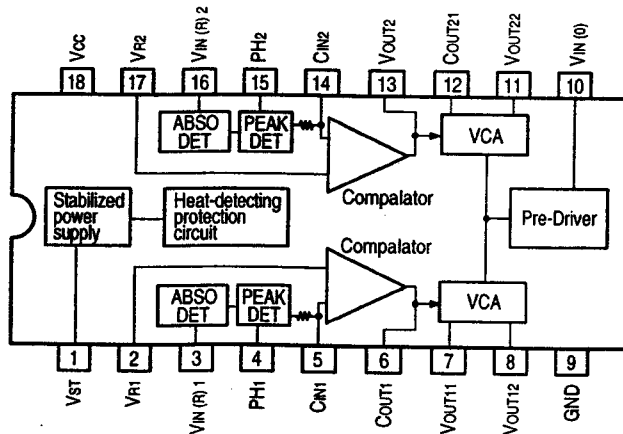 VCC
VR2
VIN (R) 2
PH2
CIN2
VOUT2
COUT21
VOUT22
VIN (0)
18
17
16
15
14
13
12
11
10
ABSO
DET
PEAK
DET
VCA
Compalator
Stabilized
power
supply
Heat-detecting
protection
circuit
Pre-Driver
Compalator
ABSO
DET
PEAK
DET
VCA
1
2
3
4
5
6
7
8
9
VST
VR1
VIN (R) 1
PH1
CIN1
COUT1
VOUT11
VOUT12
GND